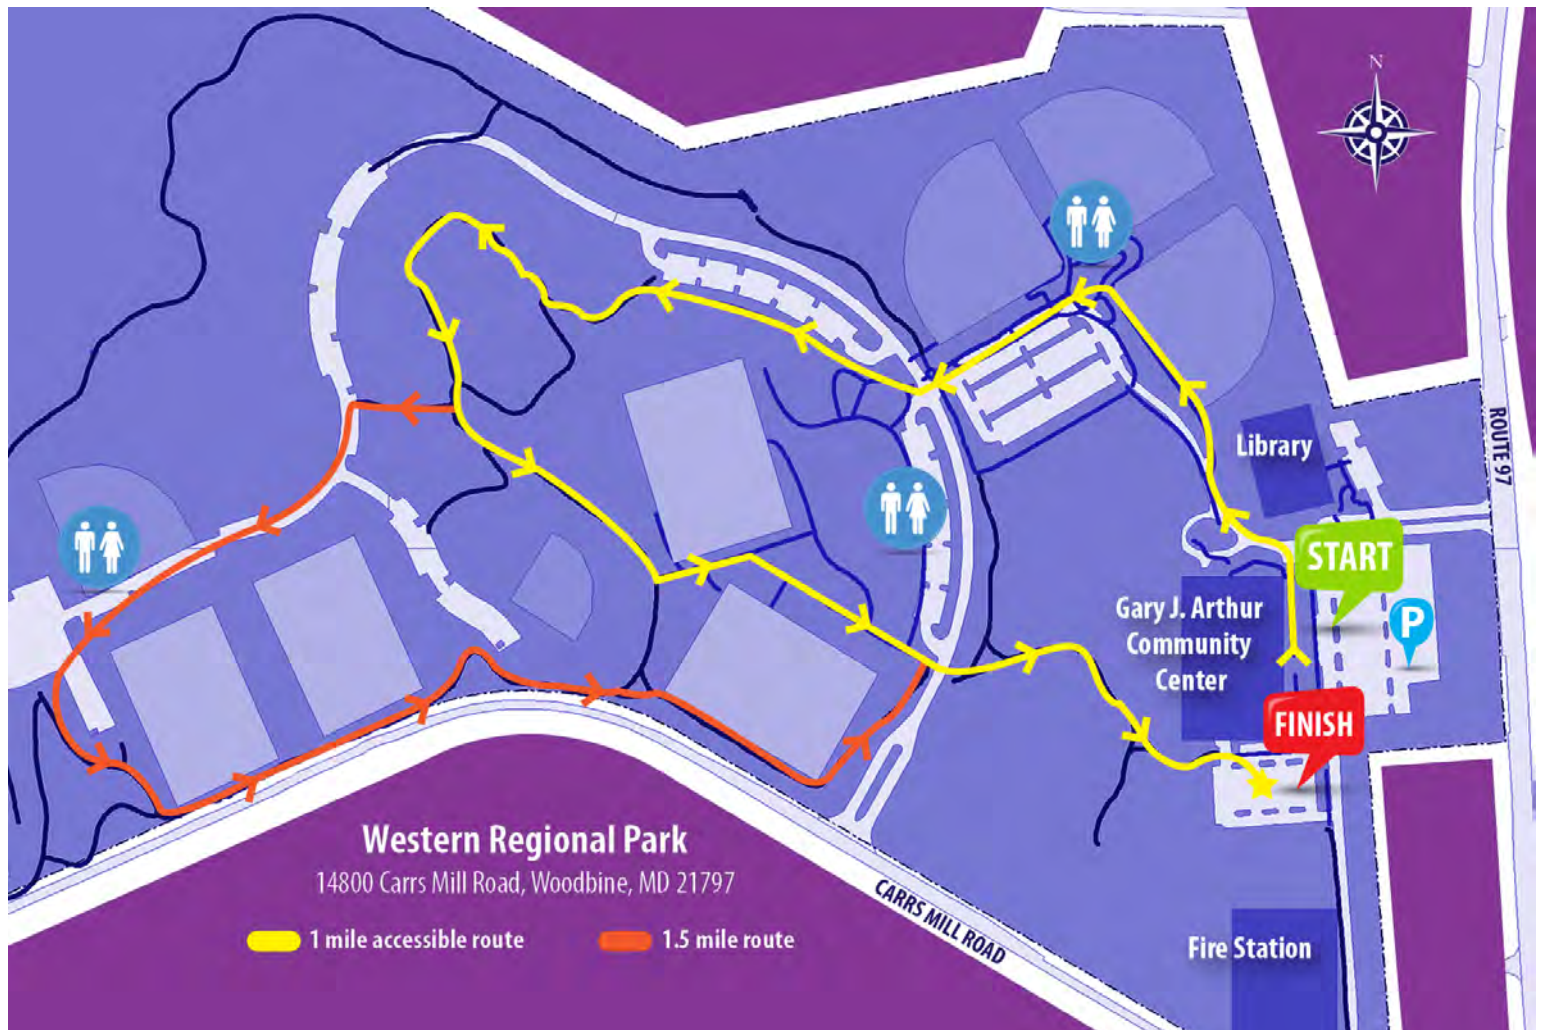 N
ROUTE 97
Library
START
Gary J. Arthur
Community
Center
P
FINISH
Western Regional Park
14800 Carrs Mill Road, Woodbine, MD 21797
1 mile accessible route
1.5 mile route
CARRS MILL ROAD
Fire Station